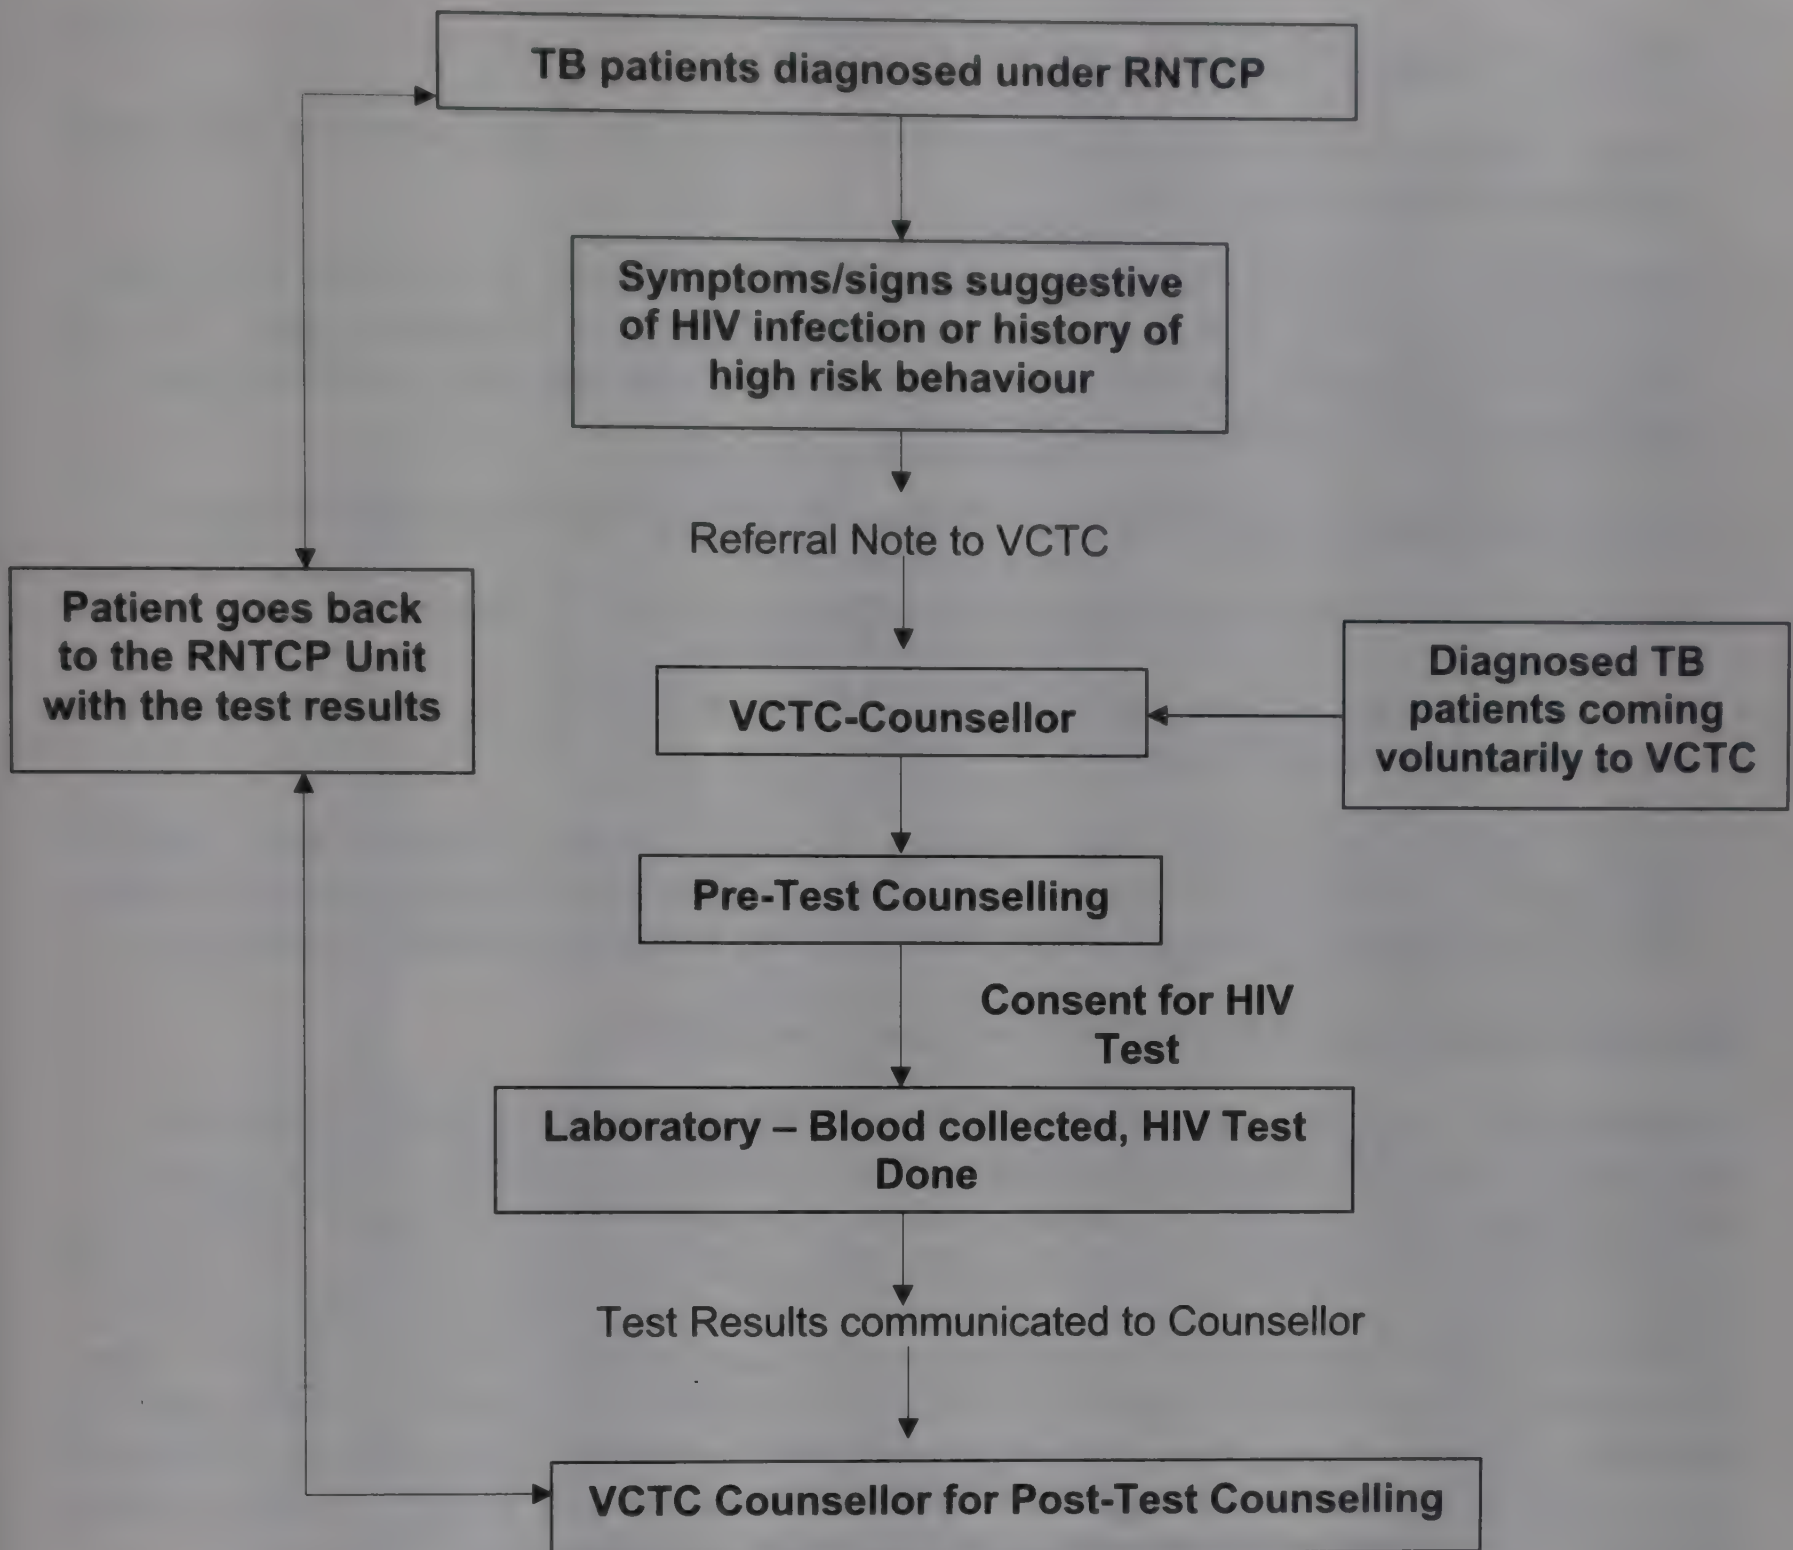 TB patients diagnosed under RNTCP
Symptoms/signs suggestive
of HIV infection or history of
high risk behaviour
Referral Note to VCTC
Patient goes back
to the RNTCP Unit
with the test results
VCTC-Counsellor
Diagnosed TB
patients coming
voluntarily to VCTC
Pre-Test Counselling
Consent for HIV
Test
Laboratory – Blood collected, HIV Test
Done
Test Results communicated to Counsellor
VCTC Counsellor for Post-Test Counselling